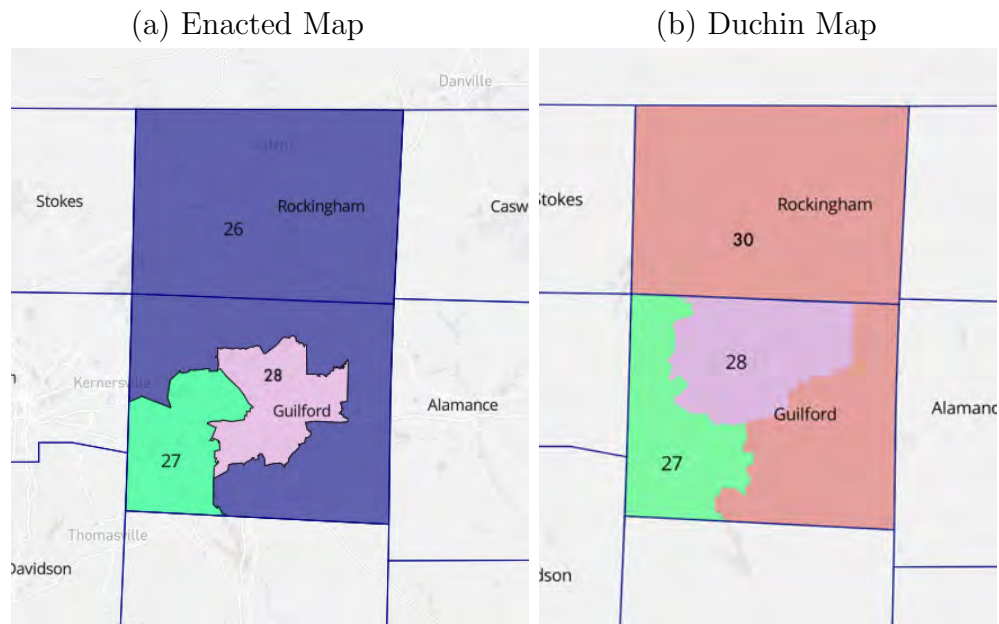 (a) Enacted Map
(b) Duchin Map
Danville
Stokes
Rockingham
Casw
26
Kernersville
28
Guilford
Alamance
27
Thomasville
Davidson
Stokes
Rockingham
30
28
Guilford
Alamanc
27
dson